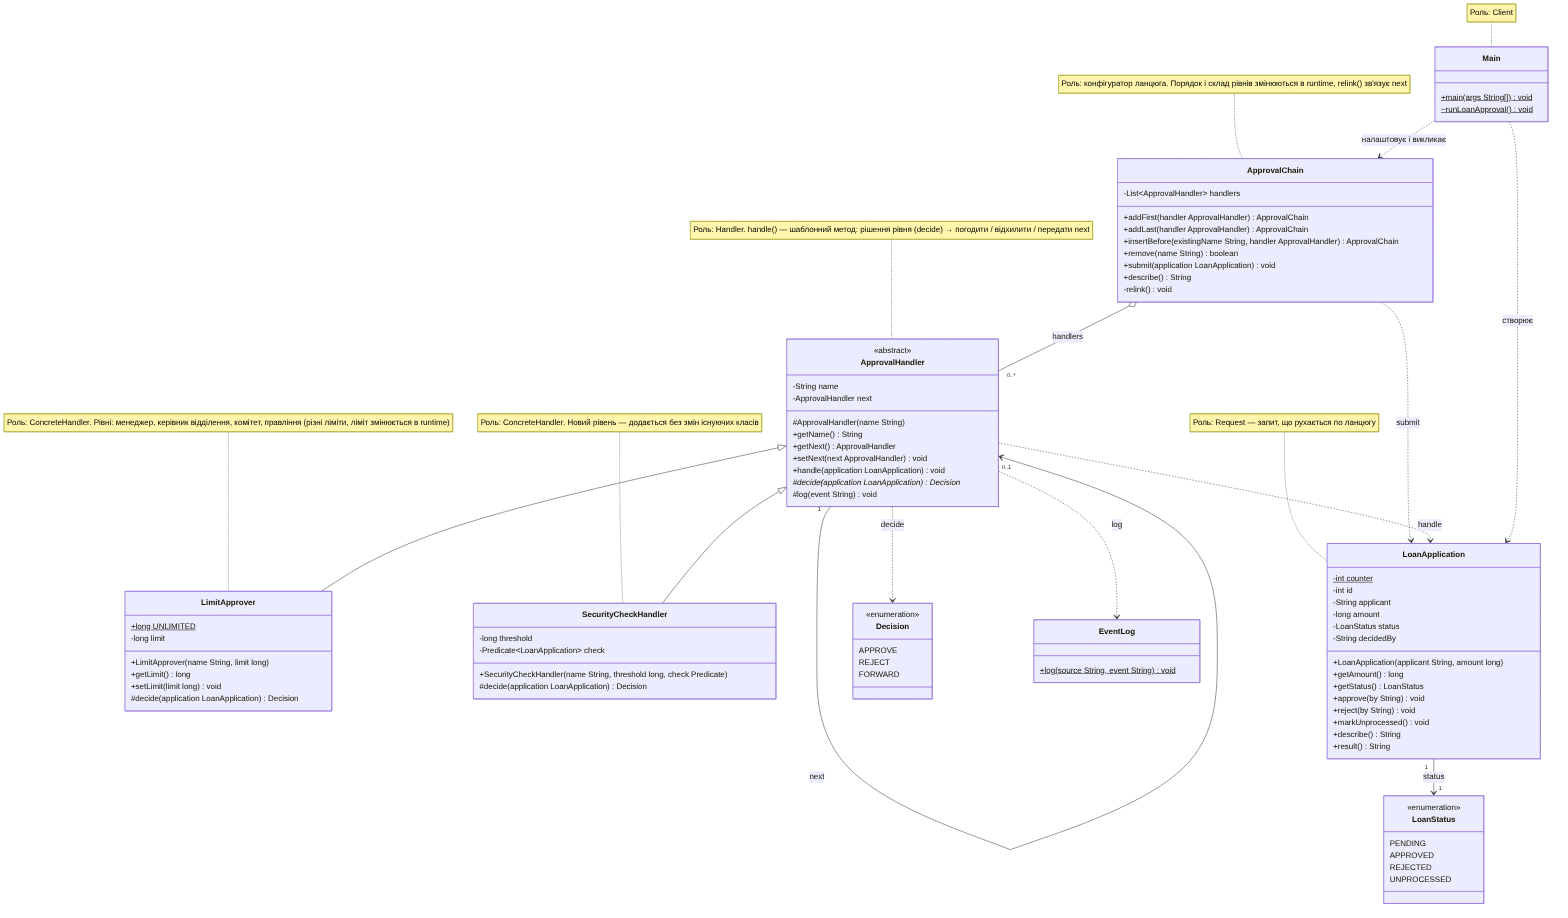 Роль: Client
Main
+main(args String[]) : void
~runLoanApproval() : void
Роль: конфігуратор ланцюга. Порядок і склад рівнів змінюються в runtime, relink() зв'язує next
налаштовує і викликає
ApprovalChain
-List<ApprovalHandler> handlers
+addFirst(handler ApprovalHandler) : ApprovalChain
+addLast(handler ApprovalHandler) : ApprovalChain
+insertBefore(existingName String, handler ApprovalHandler) : ApprovalChain
+remove(name String) : boolean
+submit(application LoanApplication) : void
+describe() : String
-relink() : void
Роль: Handler. handle() — шаблонний метод: рішення рівня (decide) → погодити / відхилити / передати next
створює
handlers
0..*
«abstract»
ApprovalHandler
-String name
-ApprovalHandler next
#ApprovalHandler(name String)
+getName() : String
+getNext() : ApprovalHandler
+setNext(next ApprovalHandler) : void
+handle(application LoanApplication) : void
#decide(application LoanApplication) : Decision
#log(event String) : void
Роль: ConcreteHandler. Рівні: менеджер, керівник відділення, комітет, правління (різні ліміти, ліміт змінюється в runtime)
Роль: ConcreteHandler. Новий рівень — додається без змін існуючих класів
Роль: Request — запит, що рухається по ланцюгу
submit
0..1
1
decide
log
handle
LimitApprover
+long UNLIMITED
-long limit
+LimitApprover(name String, limit long)
+getLimit() : long
+setLimit(limit long) : void
#decide(application LoanApplication) : Decision
SecurityCheckHandler
-long threshold
-Predicate<LoanApplication> check
+SecurityCheckHandler(name String, threshold long, check Predicate)
#decide(application LoanApplication) : Decision
«enumeration»
Decision
APPROVE
REJECT
FORWARD
EventLog
+log(source String, event String) : void
LoanApplication
-int counter
-int id
-String applicant
-long amount
-LoanStatus status
-String decidedBy
+LoanApplication(applicant String, amount long)
+getAmount() : long
+getStatus() : LoanStatus
+approve(by String) : void
+reject(by String) : void
+markUnprocessed() : void
+describe() : String
+result() : String
next
1
status
1
«enumeration»
LoanStatus
PENDING
APPROVED
REJECTED
UNPROCESSED